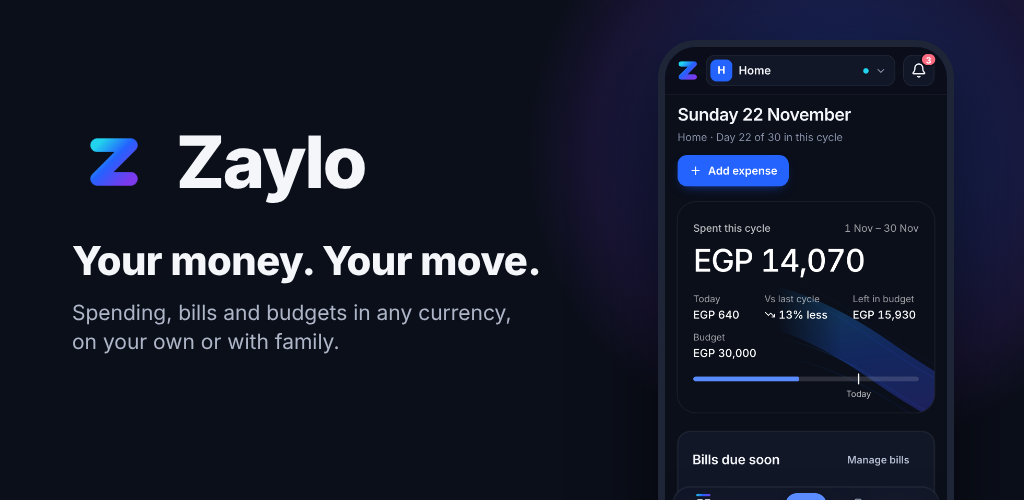 Zaylo
Your money. Your move.
Spending, bills and budgets in any currency,
on your own or with family.
H Home
3
Sunday 22 November
Home · Day 22 of 30 in this cycle
+ Add expense
Spent this cycle 1 Nov – 30 Nov
EGP 14,070
Today Vs last cycle Left in budget
EGP 640 13% less EGP 15,930
Budget
EGP 30,000
Today
Bills due soon Manage bills